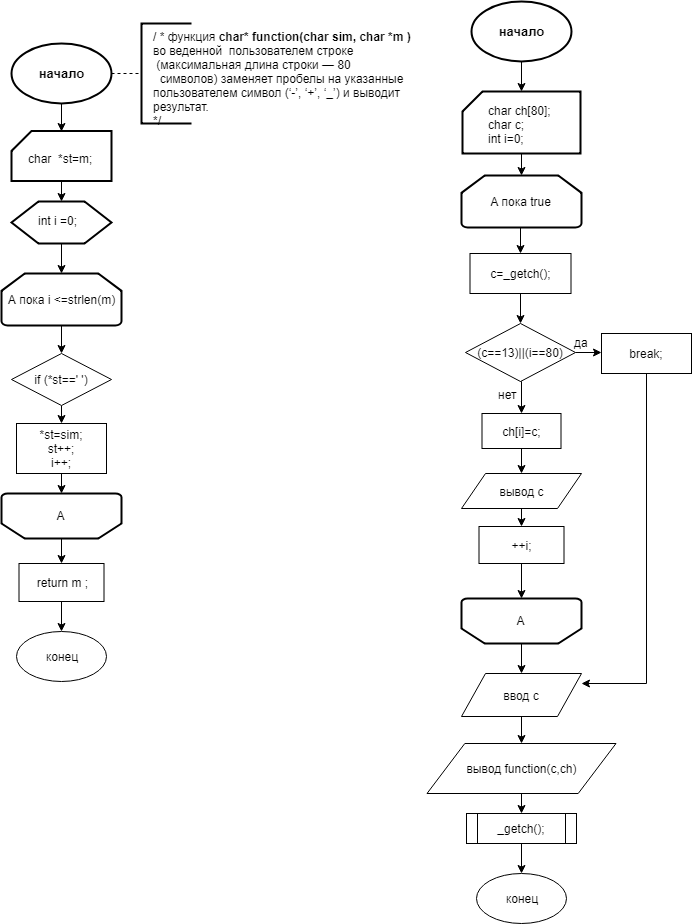 начало
/ * функция char* function(char sim, char *m )
во веденной пользователем строке
(максимальная длина строки — 80
символов) заменяет пробелы на указанные
пользователем символ ('-', '+', '_') и выводит
результат.
*/
char *st=m;
int i =0;
А пока i <=strlen(m)
if (*st==' ')
*st=sim;
st++;
i++;
А
return m ;
конец
начало
char ch[80];
char c;
int i=0;
А пока true
c=_getch();
(c==13)||(i==80)
да
break;
нет
ch[i]=c;
вывод с
++i;
А
ввод с
вывод function(c,ch)
_getch();
конец